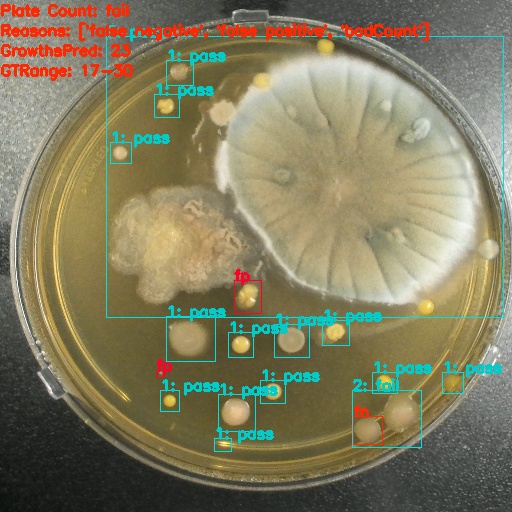 Plate Count: fail
Reasons: ['false negative', 'false positive', 'badCount']
GrowthsPred: 23
GTRange: 17-30
1: pass
1: pass
1: pass
fp
1: pass
1: pass
1: pass
1: pass
fp
1: pass
1: pass
1: pass
1: pass
2: fail
1: pass
fn
1: pass